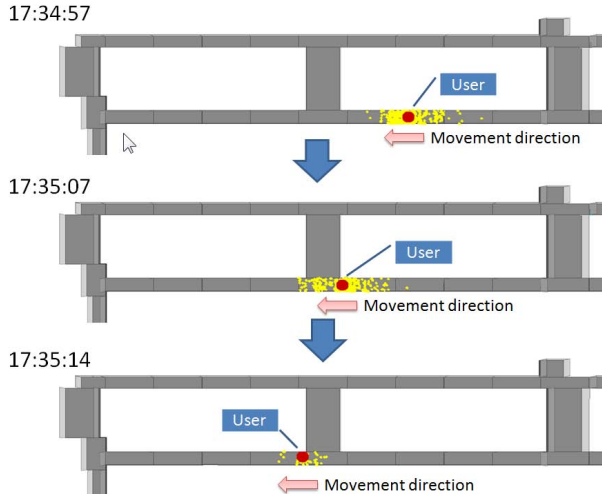 17:34:57
User
Movement direction
17:35:07
User
Movement direction
17:35:14
User
Movement direction